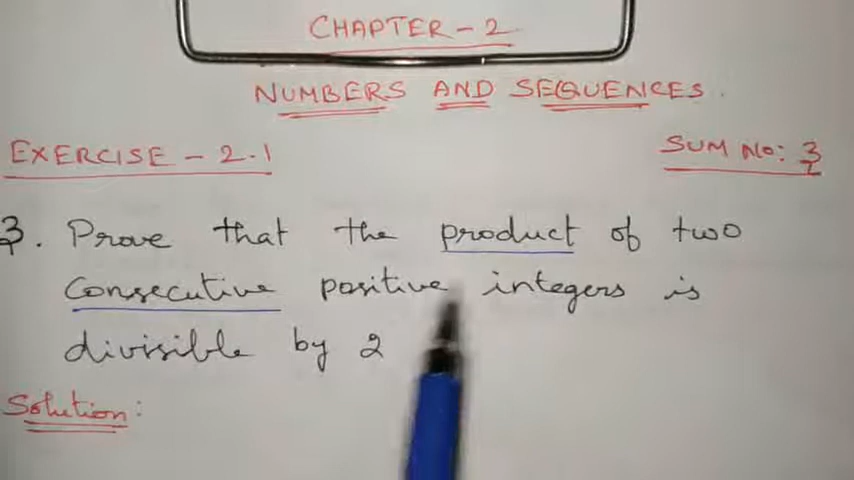 CHAPTER - 2
NUMBERS AND SEQUENCES.
EXERCISE - 2.1
SUM NO: 3
3. Prove that the product of two
Consecutive positive integers is
divisible by 2
Solution: